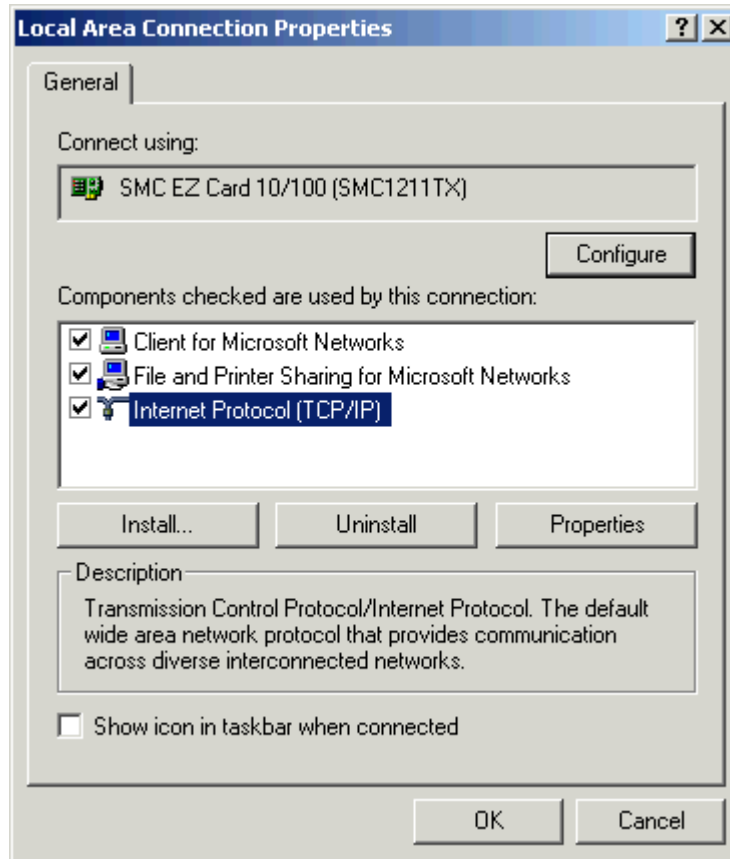 Local Area Connection Properties
General
Connect using:
SMC EZ Card 10/100 (SMC1211TX)
Configure
Components checked are used by this connection:
Client for Microsoft Networks
File and Printer Sharing for Microsoft Networks
Internet Protocol (TCP/IP)
Install... Uninstall Properties
Description
Transmission Control Protocol/Internet Protocol. The default
wide area network protocol that provides communication
across diverse interconnected networks.
Show icon in taskbar when connected
OK Cancel